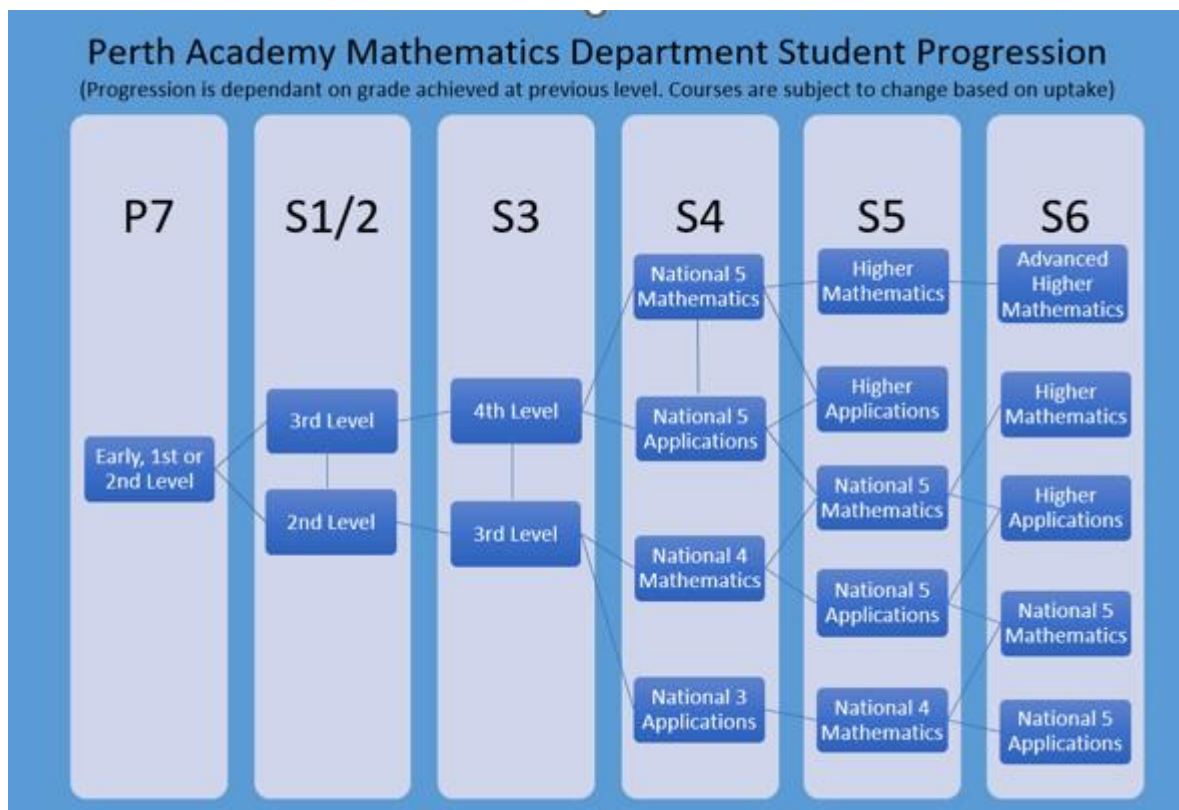 Perth Academy Mathematics Department Student Progression
(Progression is dependant on grade achieved at previous level. Courses are subject to change based on uptake)
P7
Early, 1st or
2nd Level
S1/2
3rd Level
2nd Level
S3
4th Level
3rd Level
S4
National 5
Mathematics
National 5
Applications
National 4
Mathematics
National 3
Applications
S5
Higher
Mathematics
Higher
Applications
National 5
Mathematics
National 5
Applications
National 4
Mathematics
S6
Advanced
Higher
Mathematics
Higher
Mathematics
Higher
Applications
National 5
Mathematics
National 5
Applications